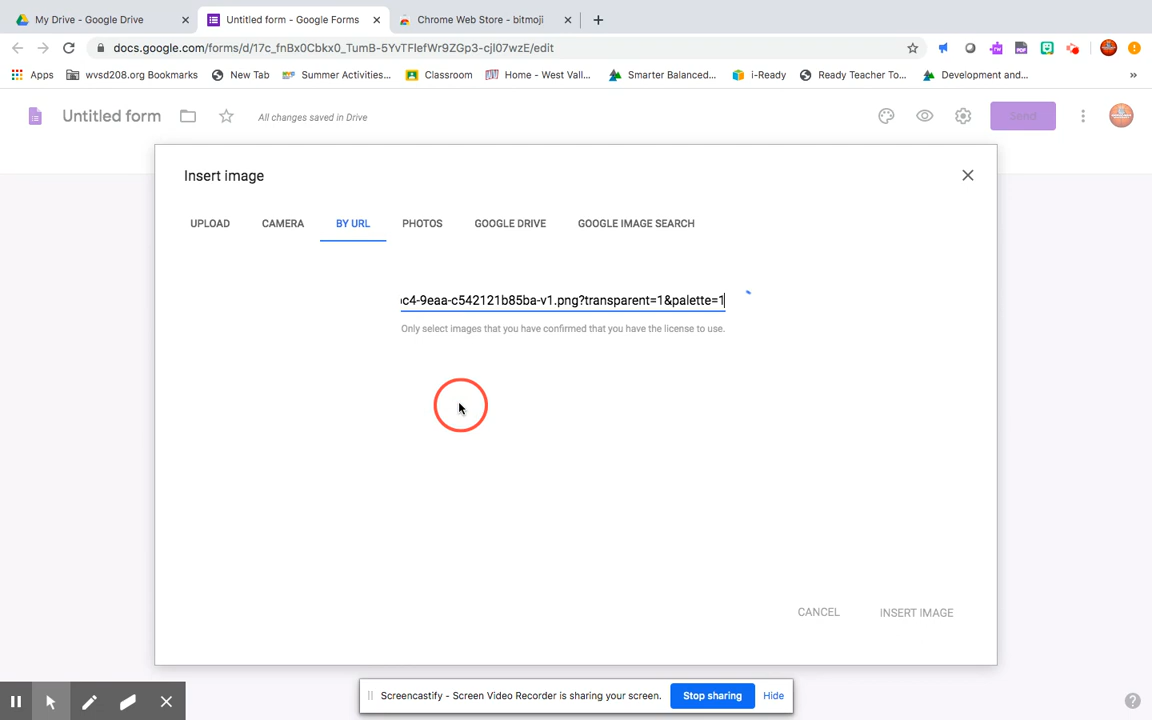 My Drive - Google Drive
Untitled form - Google Forms
Chrome Web Store - bitmoji
docs.google.com/forms/d/17c_fnBx0Cbkx0_TumB-5YvTFIefWr9ZGp3-cjl07wzE/edit
Apps
wvsd208.org Bookmarks
New Tab
Summer Activities...
Classroom
Home - West Vall...
Smarter Balanced...
i-Ready
Ready Teacher To...
Development and...
Untitled form
All changes saved in Drive
Send
Insert image
UPLOAD
CAMERA
BY URL
PHOTOS
GOOGLE DRIVE
GOOGLE IMAGE SEARCH
c4-9eaa-c542121b85ba-v1.png?transparent=1&palette=1
Only select images that you have confirmed that you have the license to use.
CANCEL
INSERT IMAGE
Screencastify - Screen Video Recorder is sharing your screen.
Stop sharing
Hide